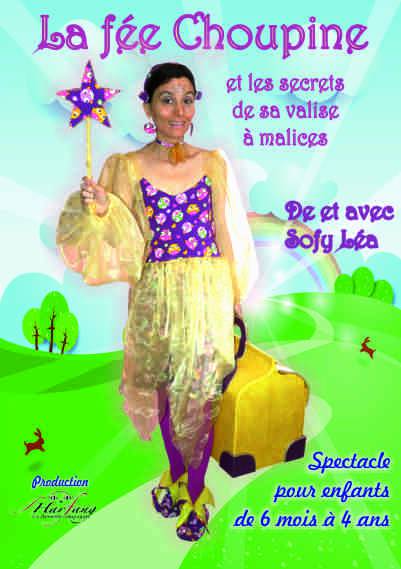 La fée Choupine
et les secrets
de sa valise
à malices
De et avec
Sofy Léa
Spectacle
pour enfants
de 6 mois à 4 ans
Production
Harfang